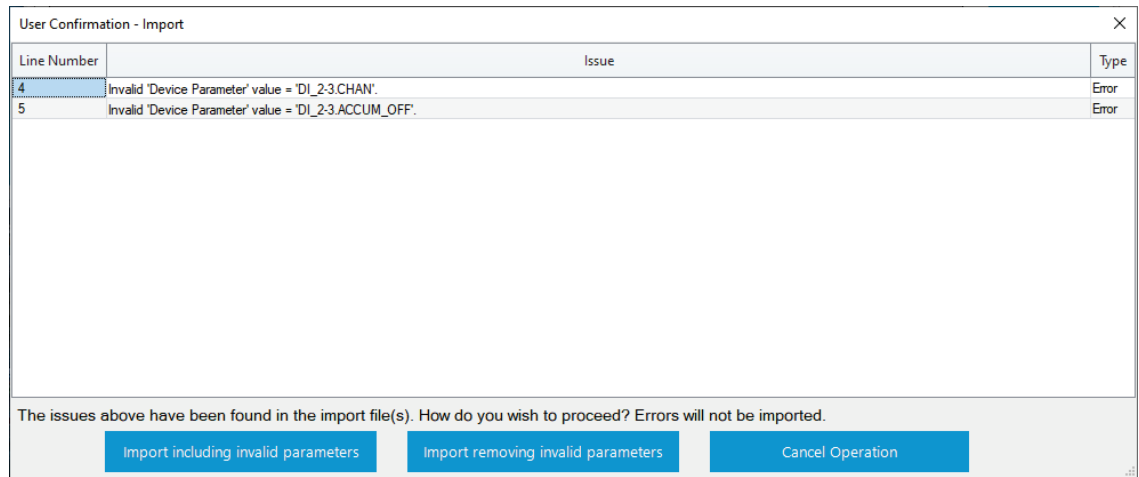 User Confirmation - Import
Line Number Issue Type
4 Invalid 'Device Parameter' value = 'DI_2-3.CHAN'. Error
5 Invalid 'Device Parameter' value = 'DI_2-3.ACCUM_OFF'. Error
The issues above have been found in the import file(s). How do you wish to proceed? Errors will not be imported.
Import including invalid parameters Import removing invalid parameters Cancel Operation